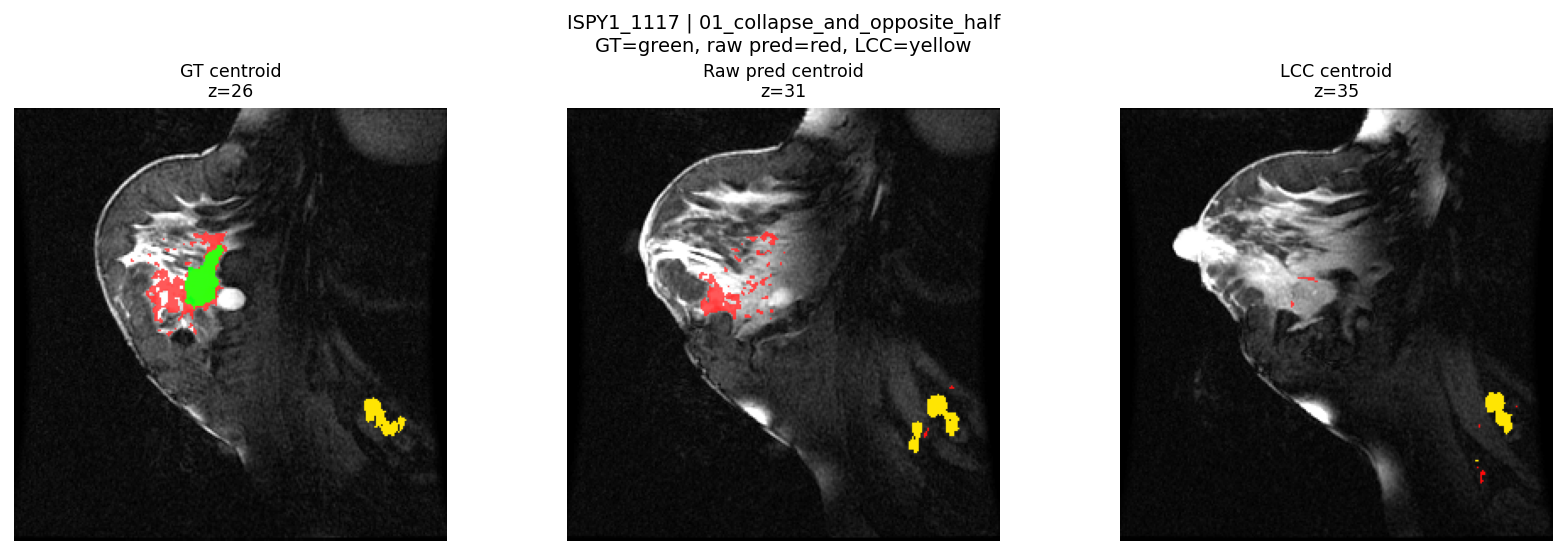 ISPY1_1117 | 01_collapse_and_opposite_half
GT=green, raw pred=red, LCC=yellow
GT centroid
z=26
Raw pred centroid
z=31
LCC centroid
z=35